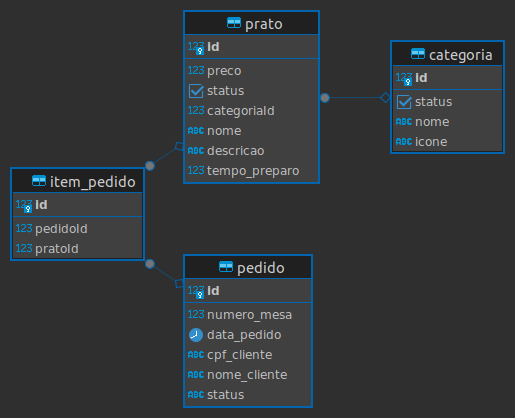 prato
123 Id
123 preco
status
123 categoriaId
ABC nome
ABC descricao
123 tempo_preparo
categoria
123 Id
status
ABC nome
ABC icone
item_pedido
123 Id
123 pedidoId
123 pratoId
pedido
123 Id
123 numero_mesa
data_pedido
ABC cpf_cliente
ABC nome_cliente
ABC status